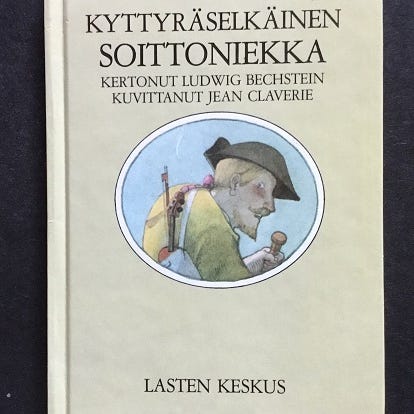 KYTTYRÄSELKÄINEN
SOITTONIEKKA
KERTONUT LUDWIG BECHSTEIN
KUVITTANUT JEAN CLAVERIE
LASTEN KESKUS